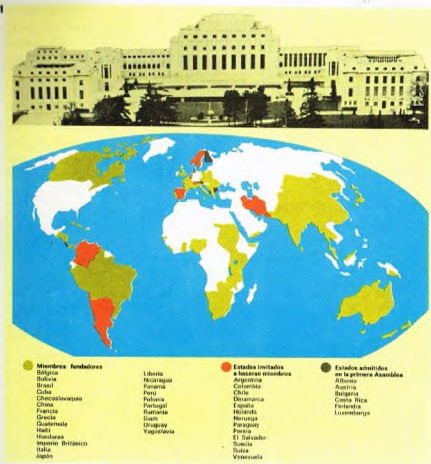 Miembros fundadores
Bélgica
Bolivia
Brasil
Cuba
Checoslovaquia
China
Francia
Grecia
Guatemala
Haití
Honduras
Imperio Británico
Italia
Japón
Liberia
Nicaragua
Panamá
Perú
Polonia
Portugal
Rumania
Siam
Uruguay
Yugoslavia
Estados invitados
a hacerse miembros
Argentina
Colombia
Chile
Dinamarca
España
Holanda
Noruega
Paraguay
Persia
El Salvador
Suecia
Suiza
Venezuela
Estados admitidos
en la primera Asamblea
Albania
Austria
Bulgaria
Costa Rica
Finlandia
Luxemburgo